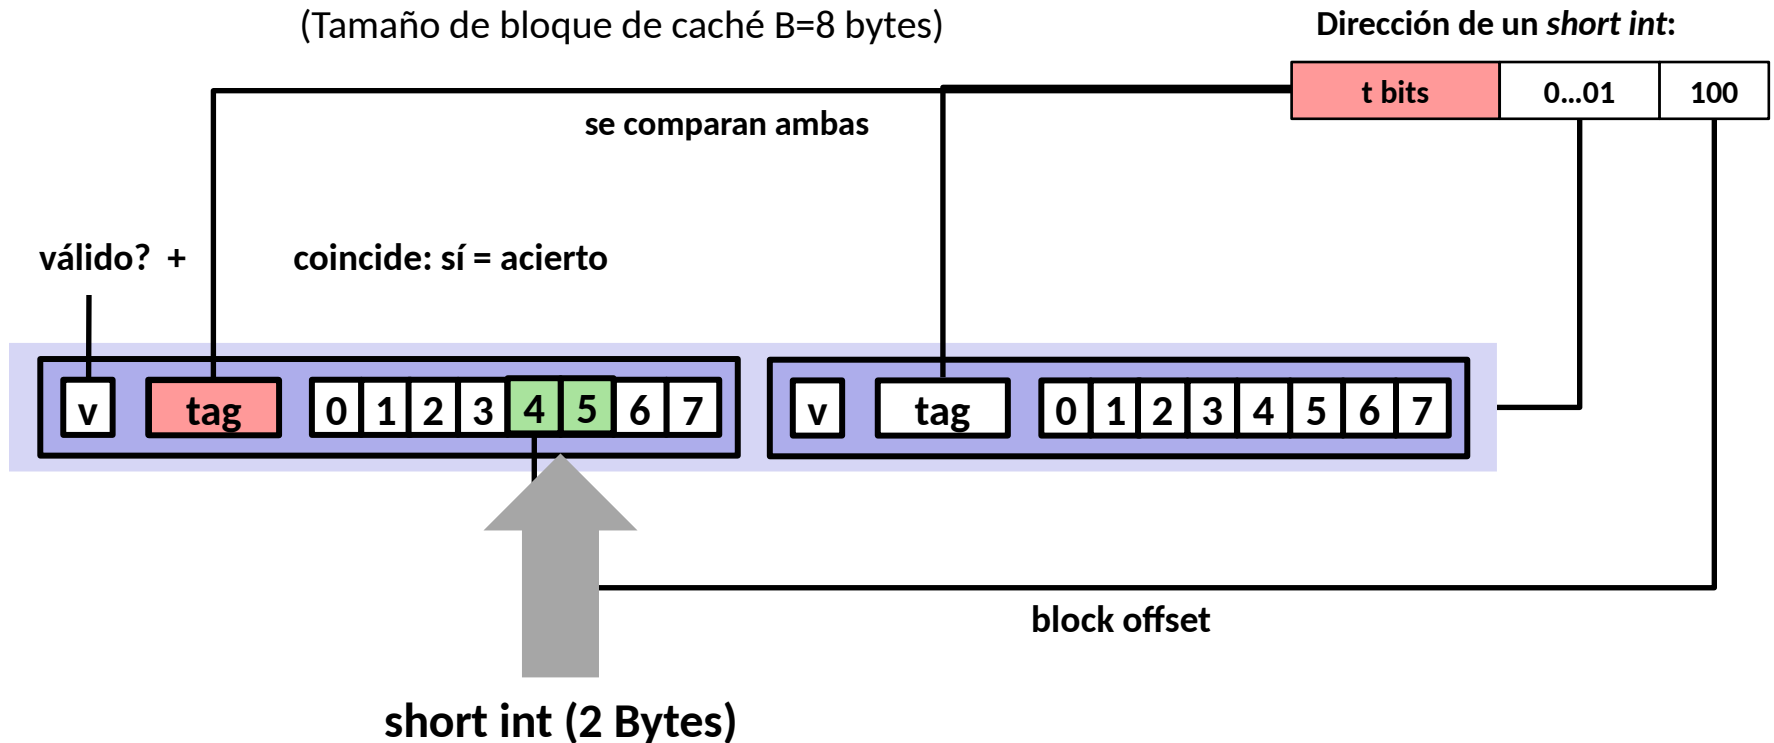 (Tamaño de bloque de caché B=8 bytes)
Dirección de un short int:
t bits 0...01 100
se comparan ambas
válido? + coincide: sí = acierto
v tag 0 1 2 3 4 5 6 7 v tag 0 1 2 3 4 5 6 7
block offset
short int (2 Bytes)